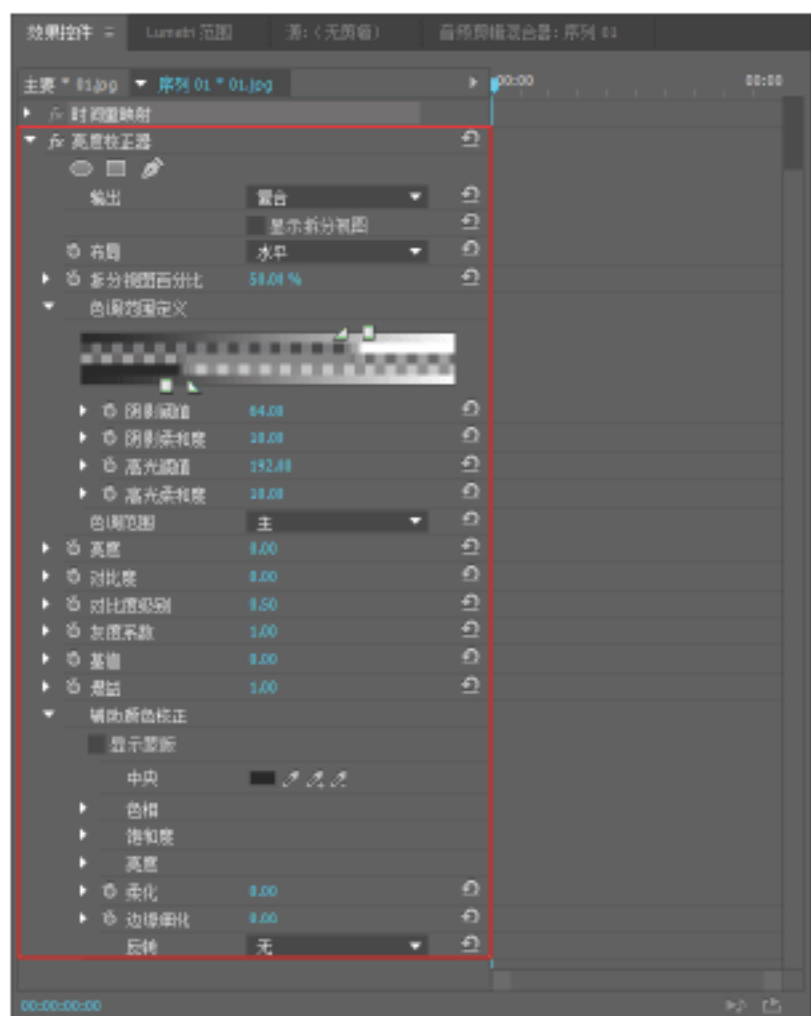 效果控件 Lumetri 范围 源:(无剪辑) 音频剪辑混合器: 序列 01
主要 * 01.jpg 序列 01 * 01.jpg 00:00 00:00
fx 时间重映射
fx 亮度校正器
输出 复合
显示拆分视图
布局 水平
拆分视图百分比 50.00 %
色调范围定义
阴影阈值 64.00
阴影柔和度 10.00
高光阈值 192.00
高光柔和度 10.00
色调范围 主
亮度 0.00
对比度 0.00
对比度级别 0.50
灰度系数 1.00
基值 0.00
增益 1.00
辅助颜色校正
显示蒙版
中央
色相
饱和度
亮度
柔化 0.00
边缘细化 0.00
反转 无
00:00:00:00